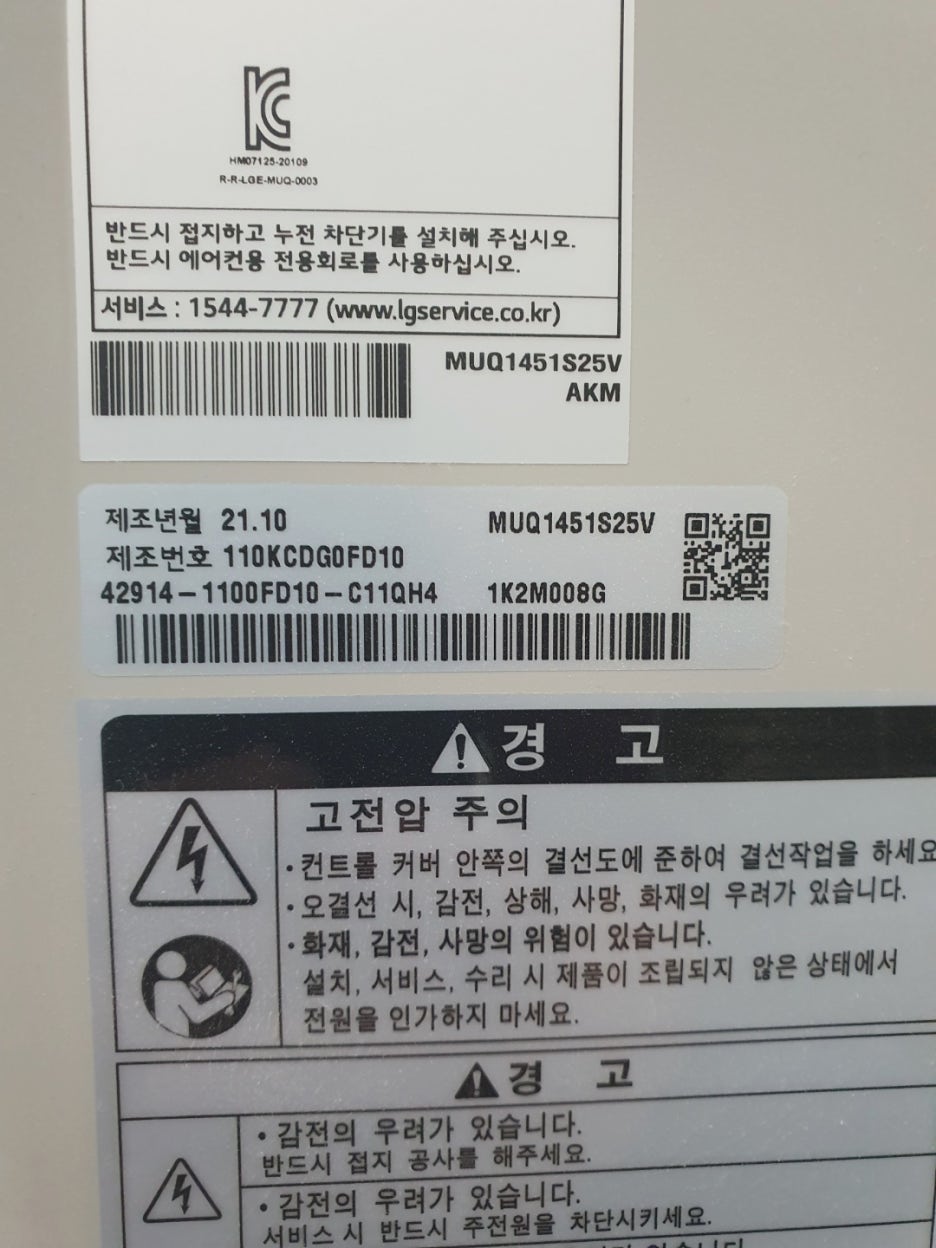 HM07125-20109
R-R-LGE-MUQ-0003
반드시 접지하고 누전 차단기를 설치해 주십시오.
반드시 에어컨용 전용회로를 사용하십시오.
서비스 : 1544-7777 (www.lgservice.co.kr)
MUQ1451S25V
AKM
제조년월 21.10 MUQ1451S25V
제조번호 110KCDG0FD10
42914-1100FD10-C11QH4 1K2M008G
경 고
고전압 주의
·컨트롤 커버 안쪽의 결선도에 준하여 결선작업을 하세요
·오결선 시, 감전, 상해, 사망, 화재의 우려가 있습니다.
·화재, 감전, 사망의 위험이 있습니다.
설치, 서비스, 수리 시 제품이 조립되지 않은 상태에서
전원을 인가하지 마세요.
경 고
• 감전의 우려가 있습니다.
반드시 접지 공사를 해주세요.
• 감전의 우려가 있습니다.
서비스 시 반드시 주전원을 차단시키세요.